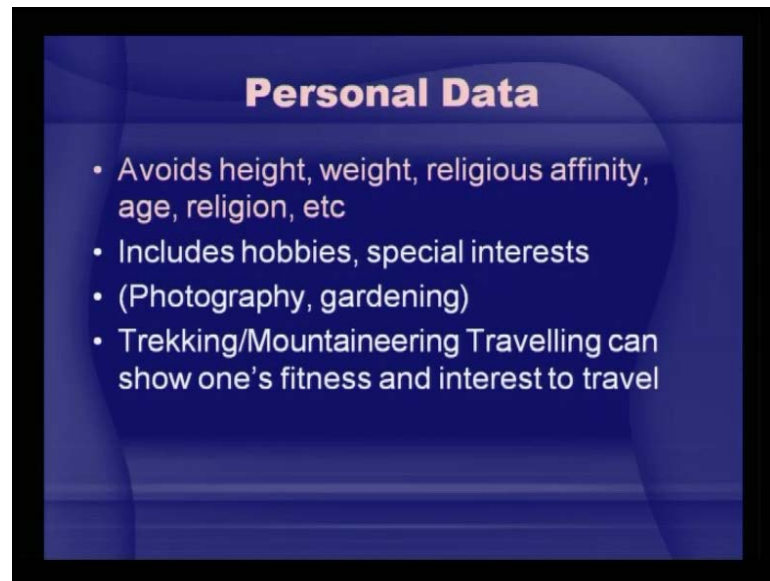 Personal Data
• Avoids height, weight, religious affinity,
age, religion, etc
• Includes hobbies, special interests
• (Photography, gardening)
• Trekking/Mountaineering Travelling can
show one's fitness and interest to travel